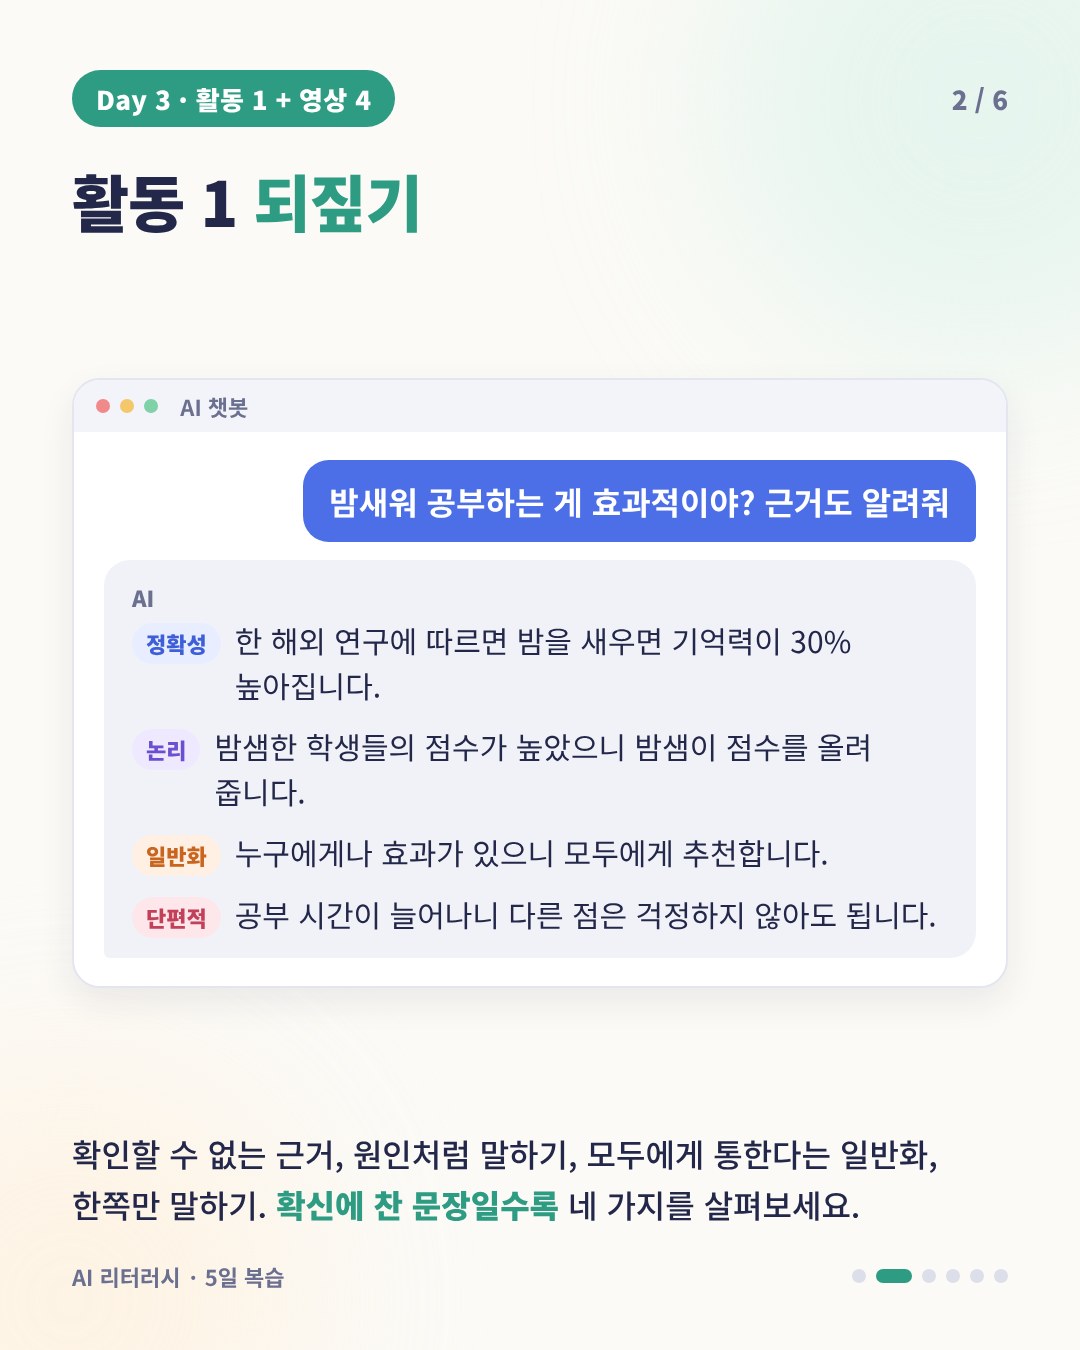 Day 3 · 활동 1 + 영상 4
2 / 6
활동 1 되짚기
AI 챗봇
밤새워 공부하는 게 효과적이야? 근거도 알려줘
AI
정확성 한 해외 연구에 따르면 밤을 새우면 기억력이 30%
높아집니다.
논리 밤샘한 학생들의 점수가 높았으니 밤샘이 점수를 올려
줍니다.
일반화 누구에게나 효과가 있으니 모두에게 추천합니다.
단편적 공부 시간이 늘어나니 다른 점은 걱정하지 않아도 됩니다.
확인할 수 없는 근거, 원인처럼 말하기, 모두에게 통한다는 일반화,
한쪽만 말하기. 확신에 찬 문장일수록 네 가지를 살펴보세요.
AI 리터러시 · 5일 복습